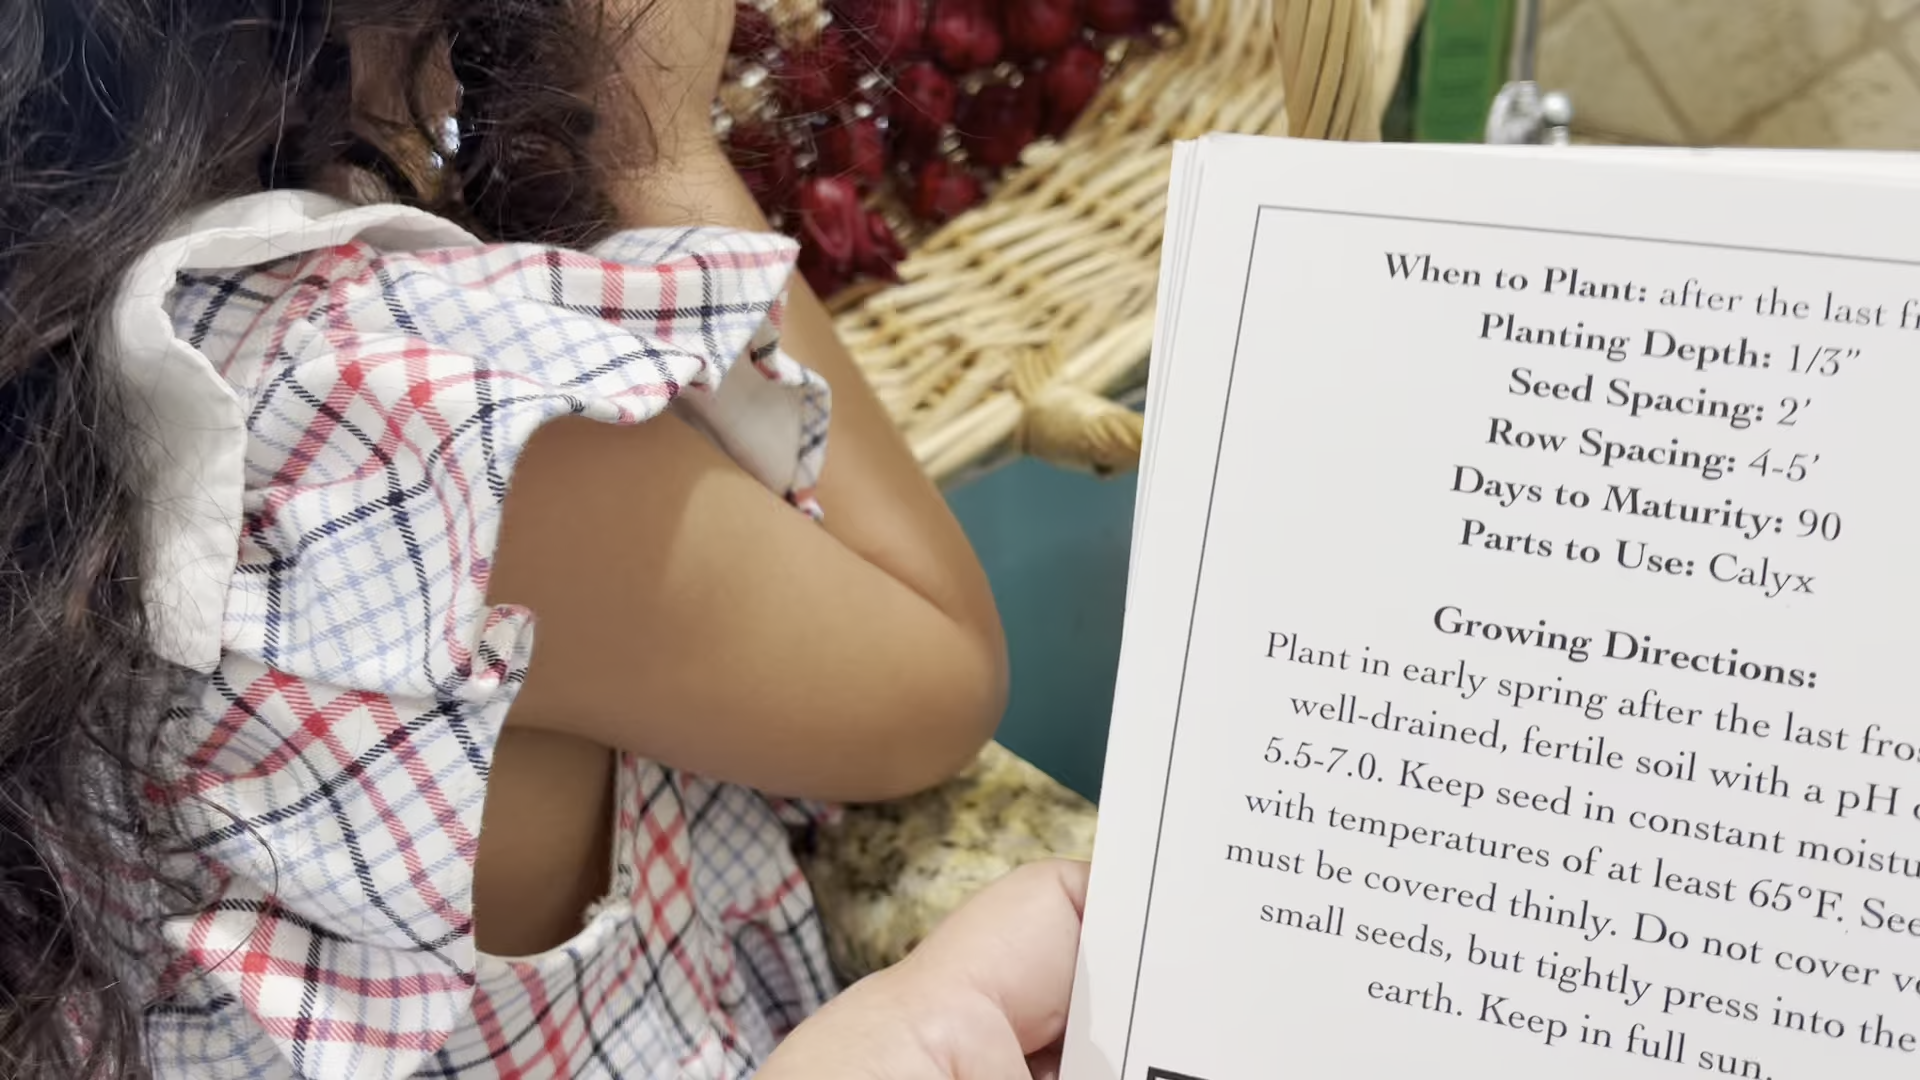 When to Plant: after the last
Planting Depth: 1/3”
Seed Spacing: 2’
Row Spacing: 4-5’
Days to Maturity: 90
Parts to Use: Calyx
Growing Directions:
Plant in early spring after the last
well-drained, fertile soil with a pH
5.5-7.0. Keep seed in constant
with temperatures of at least 65°F.
must be covered thinly. Do not cover
small seeds, but tightly press into the
earth. Keep in full sun.